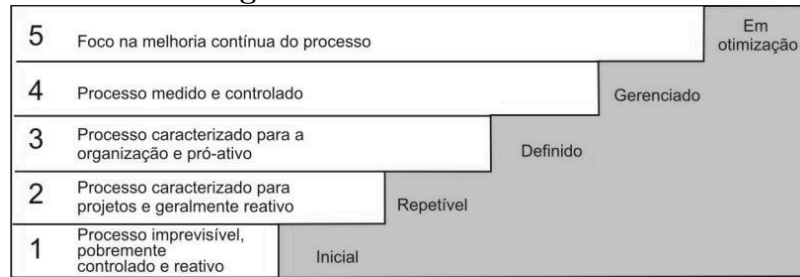 5 Foco na melhoria contínua do processo
Em
otimização
4 Processo medido e controlado
Gerenciado
3 Processo caracterizado para a
organização e pró-ativo
Definido
2 Processo caracterizado para
projetos e geralmente reativo
Repetível
1 Processo imprevisível,
pobremente
controlado e reativo
Inicial